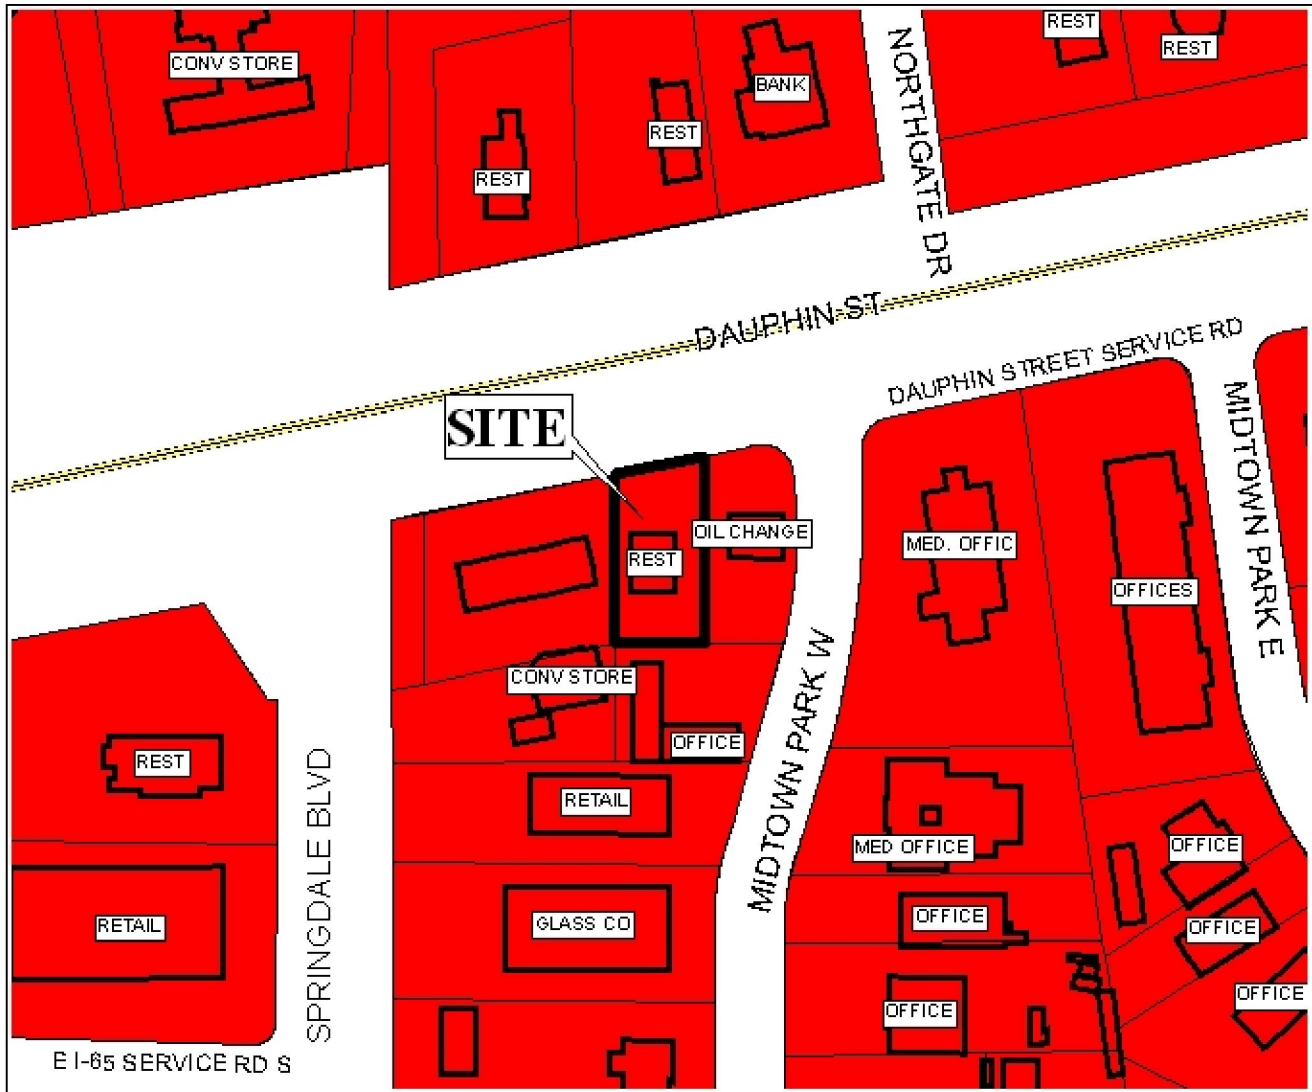 REST
REST
CONV STORE
BANK
REST
REST
NORTHGATE DR
DAUPHIN ST
DAUPHIN STREET SERVICE RD
SITE
OIL CHANGE
REST
MED. OFFIC
OFFICES
MIDTOWN PARK E
CONV STORE
OFFICE
MIDTOWN PARK W
REST
RETAIL
MED OFFICE
OFFICE
SPRINGDALE BLVD
RETAIL
GLASS CO
OFFICE
OFFICE
OFFICE
OFFICE
E I-65 SERVICE RD S